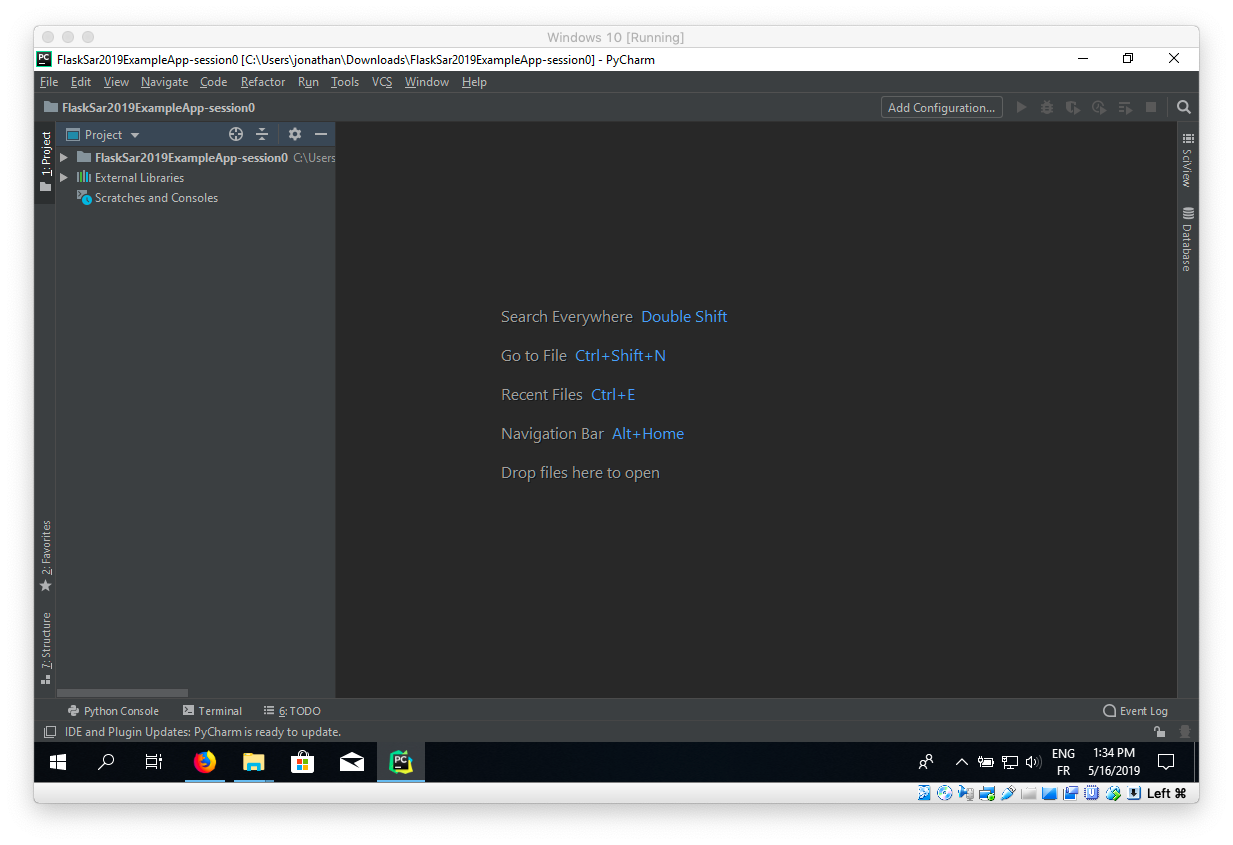 Windows 10 [Running]
FlaskSar2019ExampleApp-session0 [C:\Users\jonathan\Downloads\FlaskSar2019ExampleApp-session0] - PyCharm
File Edit View Navigate Code Refactor Run Tools VCS Window Help
FlaskSar2019ExampleApp-session0
Add Configuration...
1: Project
Project
FlaskSar2019ExampleApp-session0 C:\Users
External Libraries
Scratches and Consoles
SciView
Database
Search Everywhere Double Shift
Go to File Ctrl+Shift+N
Recent Files Ctrl+E
Navigation Bar Alt+Home
Drop files here to open
2: Favorites
7: Structure
Python Console Terminal 6: TODO Event Log
IDE and Plugin Updates: PyCharm is ready to update.
ENG 1:34 PM
FR 5/16/2019
Left ⌘